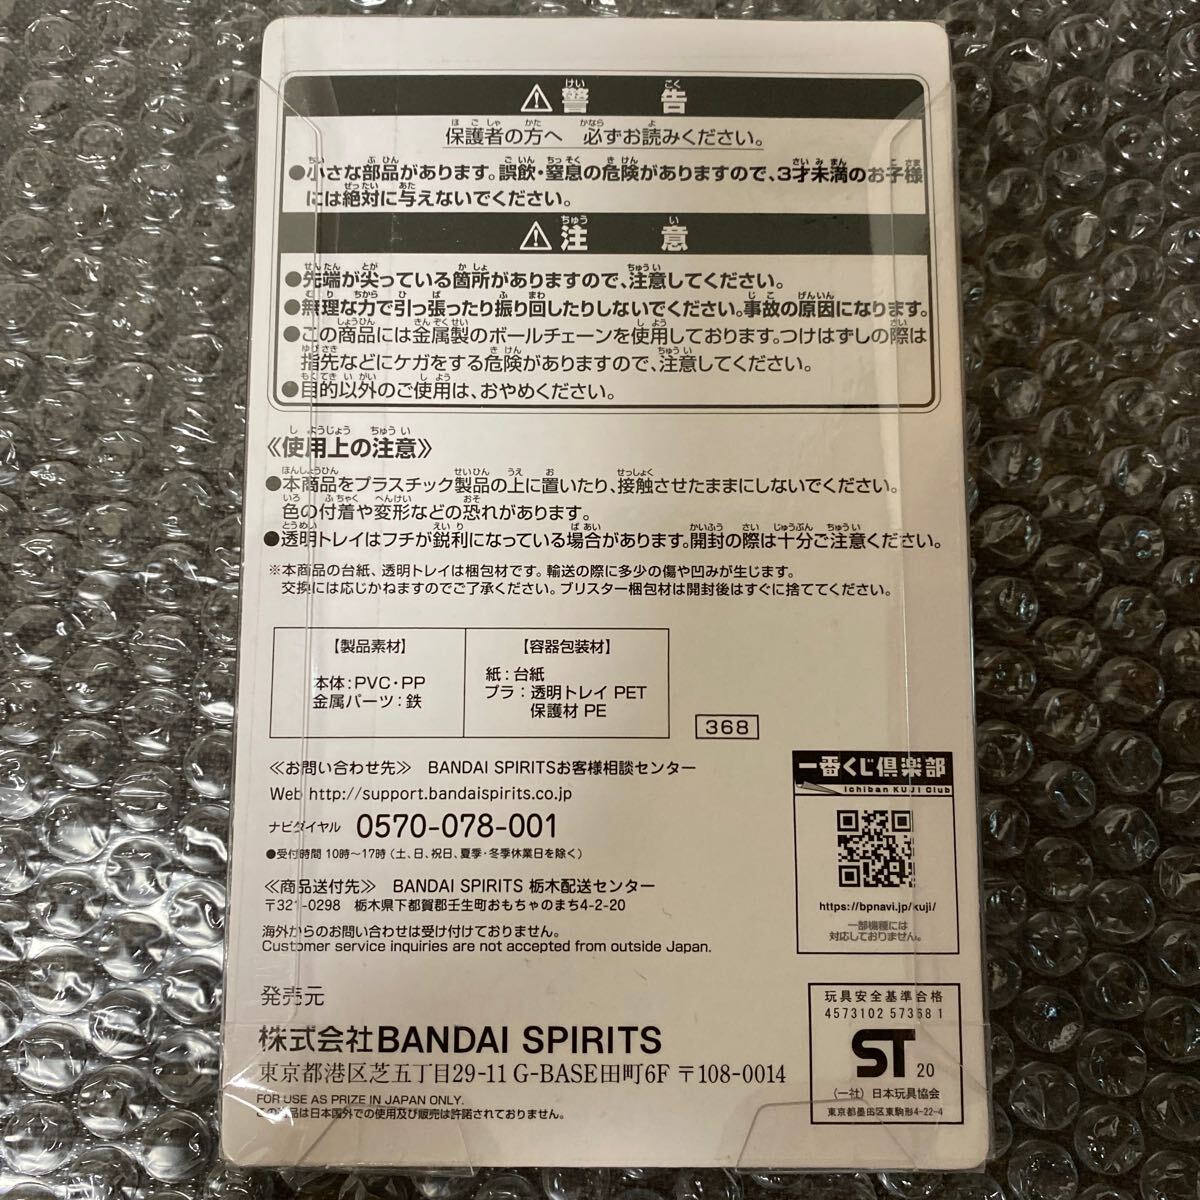 ⚠警告
保護者の方へ 必ずお読みください。
●小さな部品があります。誤飲・窒息の危険がありますので、3才未満のお子様
には絶対に与えないでください。
⚠注意
●先端が尖っている箇所がありますので、注意してください。
●無理な力で引っ張ったり振り回したりしないでください。事故の原因になります。
●この商品には金属製のボールチェーンを使用しております。つけはずしの際は
指先などにケガをする危険がありますので、注意してください。
●目的以外のご使用は、おやめください。
《使用上の注意》
●本商品をプラスチック製品の上に置いたり、接触させたままにしないでください。
色の付着や変形などの恐れがあります。
●透明トレイはフチが鋭利になっている場合があります。開封の際は十分ご注意ください。
※本商品の台紙、透明トレイは梱包材です。輸送の際に多少の傷や凹みが生じます。
交換には応じかねますのでご了承ください。ブリスター梱包材は開封後はすぐに捨ててください。
【製品素材】
本体：PVC・PP
金属パーツ：鉄
【容器包装材】
紙：台紙
プラ：透明トレイ PET
保護材 PE
368
≪お問い合わせ先≫ BANDAI SPIRITSお客様相談センター
Web http://support.bandaispirits.co.jp
ナビダイヤル 0570-078-001
●受付時間 10時～17時（土、日、祝日、夏季・冬季休業日を除く）
≪商品送付先≫ BANDAI SPIRITS 栃木配送センター
〒321-0298 栃木県下都賀郡壬生町おもちゃのまち4-2-20
海外からのお問い合わせは受け付けておりません。
Customer service inquiries are not accepted from outside Japan.
一番くじ倶楽部
Ichiban KUJI Club
https://bpnavi.jp/kuji/
一部機種には
対応しておりません。
発売元
株式会社BANDAI SPIRITS
東京都港区芝五丁目29-11 G-BASE田町6F 〒108-0014
FOR USE AS PRIZE IN JAPAN ONLY.
この景品は日本国外での使用及び販売は許諾されておりません。
玩具安全基準合格
4573102 57368 1
ST 20
（一社）日本玩具協会
東京都墨田区東駒形4-22-4